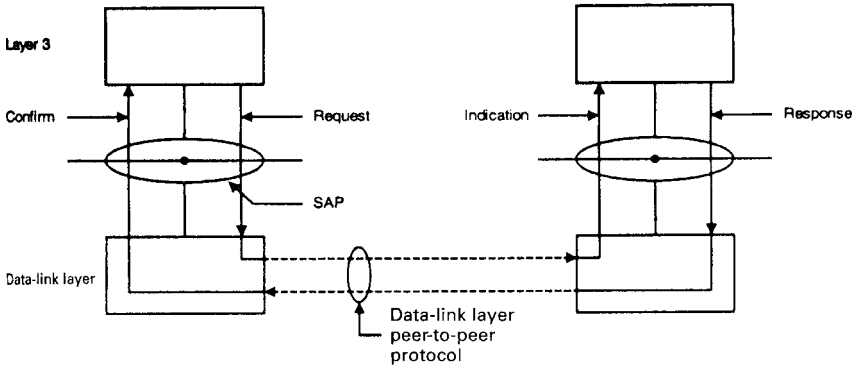 Layer 3
Confirm
Request
Indication
Response
SAP
Data-link layer
Data-link layer
peer-to-peer
protocol